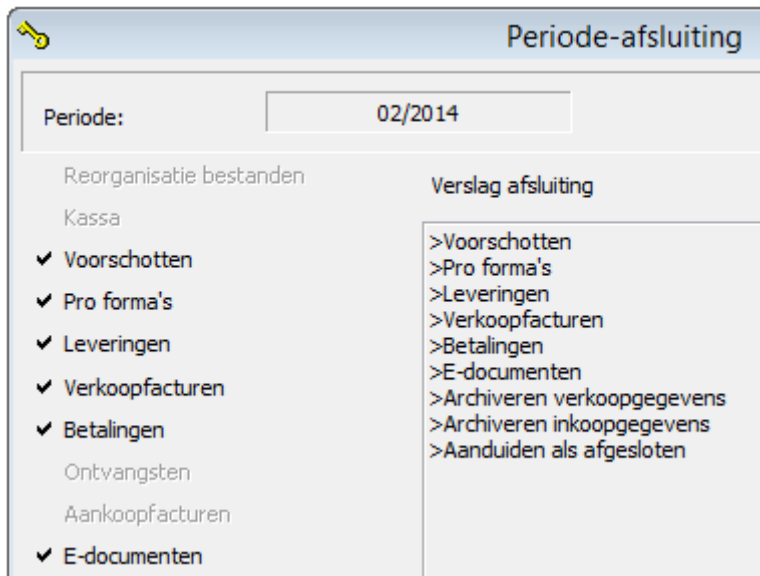 Periode-afsluiting
Periode:
02/2014
Reorganisatie bestanden
Kassa
Voorschotten
Pro forma's
Leveringen
Verkoopfacturen
Betalingen
Ontvangsten
Aankoopfacturen
E-documenten
Verslag afsluiting
>Voorschotten
>Pro forma's
>Leveringen
>Verkoopfacturen
>Betalingen
>E-documenten
>Archiveren verkoopgegevens
>Archiveren inkoopgegevens
>Aanduiden als afgesloten